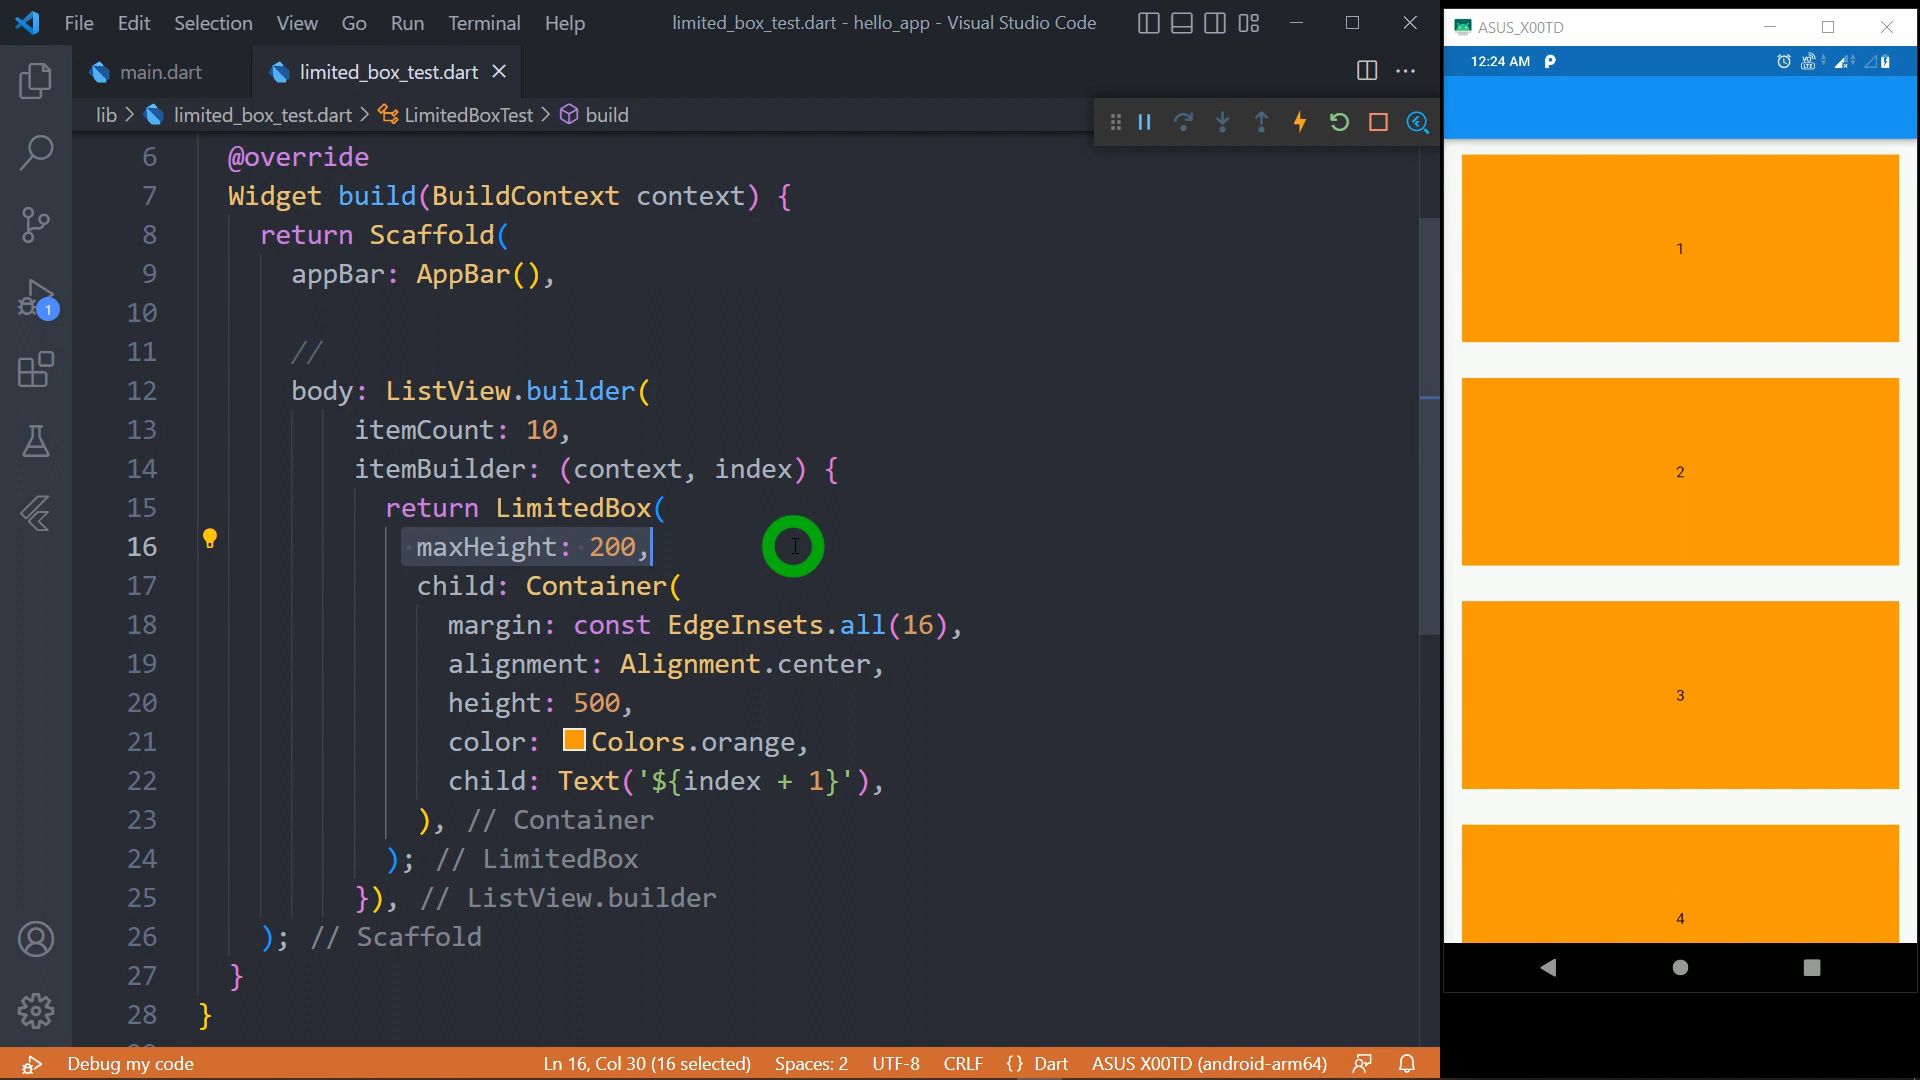 File Edit Selection View Go Run Terminal Help
limited_box_test.dart - hello_app - Visual Studio Code
main.dart
limited_box_test.dart
lib > limited_box_test.dart > LimitedBoxTest > build
6 @override
7 Widget build(BuildContext context) {
8 return Scaffold(
9 appBar: AppBar(),
10
11 //
12 body: ListView.builder(
13 itemCount: 10,
14 itemBuilder: (context, index) {
15 return LimitedBox(
16 maxHeight: 200,
17 child: Container(
18 margin: const EdgeInsets.all(16),
19 alignment: Alignment.center,
20 height: 500,
21 color: Colors.orange,
22 child: Text('${index + 1}'),
23 ), // Container
24 ); // LimitedBox
25 }), // ListView.builder
26 ); // Scaffold
27 }
28 }
1
Debug my code
Ln 16, Col 30 (16 selected) Spaces: 2 UTF-8 CRLF {} Dart ASUS X00TD (android-arm64)
ASUS_X00TD
12:24 AM
1
2
3
4